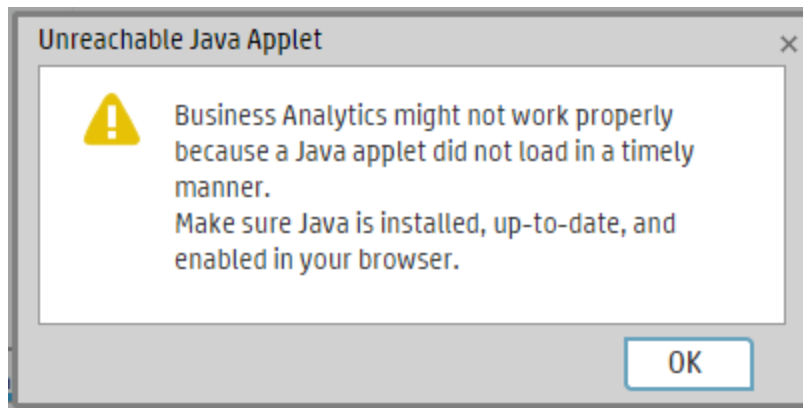 Unreachable Java Applet
Business Analytics might not work properly
because a Java applet did not load in a timely
manner.
Make sure Java is installed, up-to-date, and
enabled in your browser.
OK